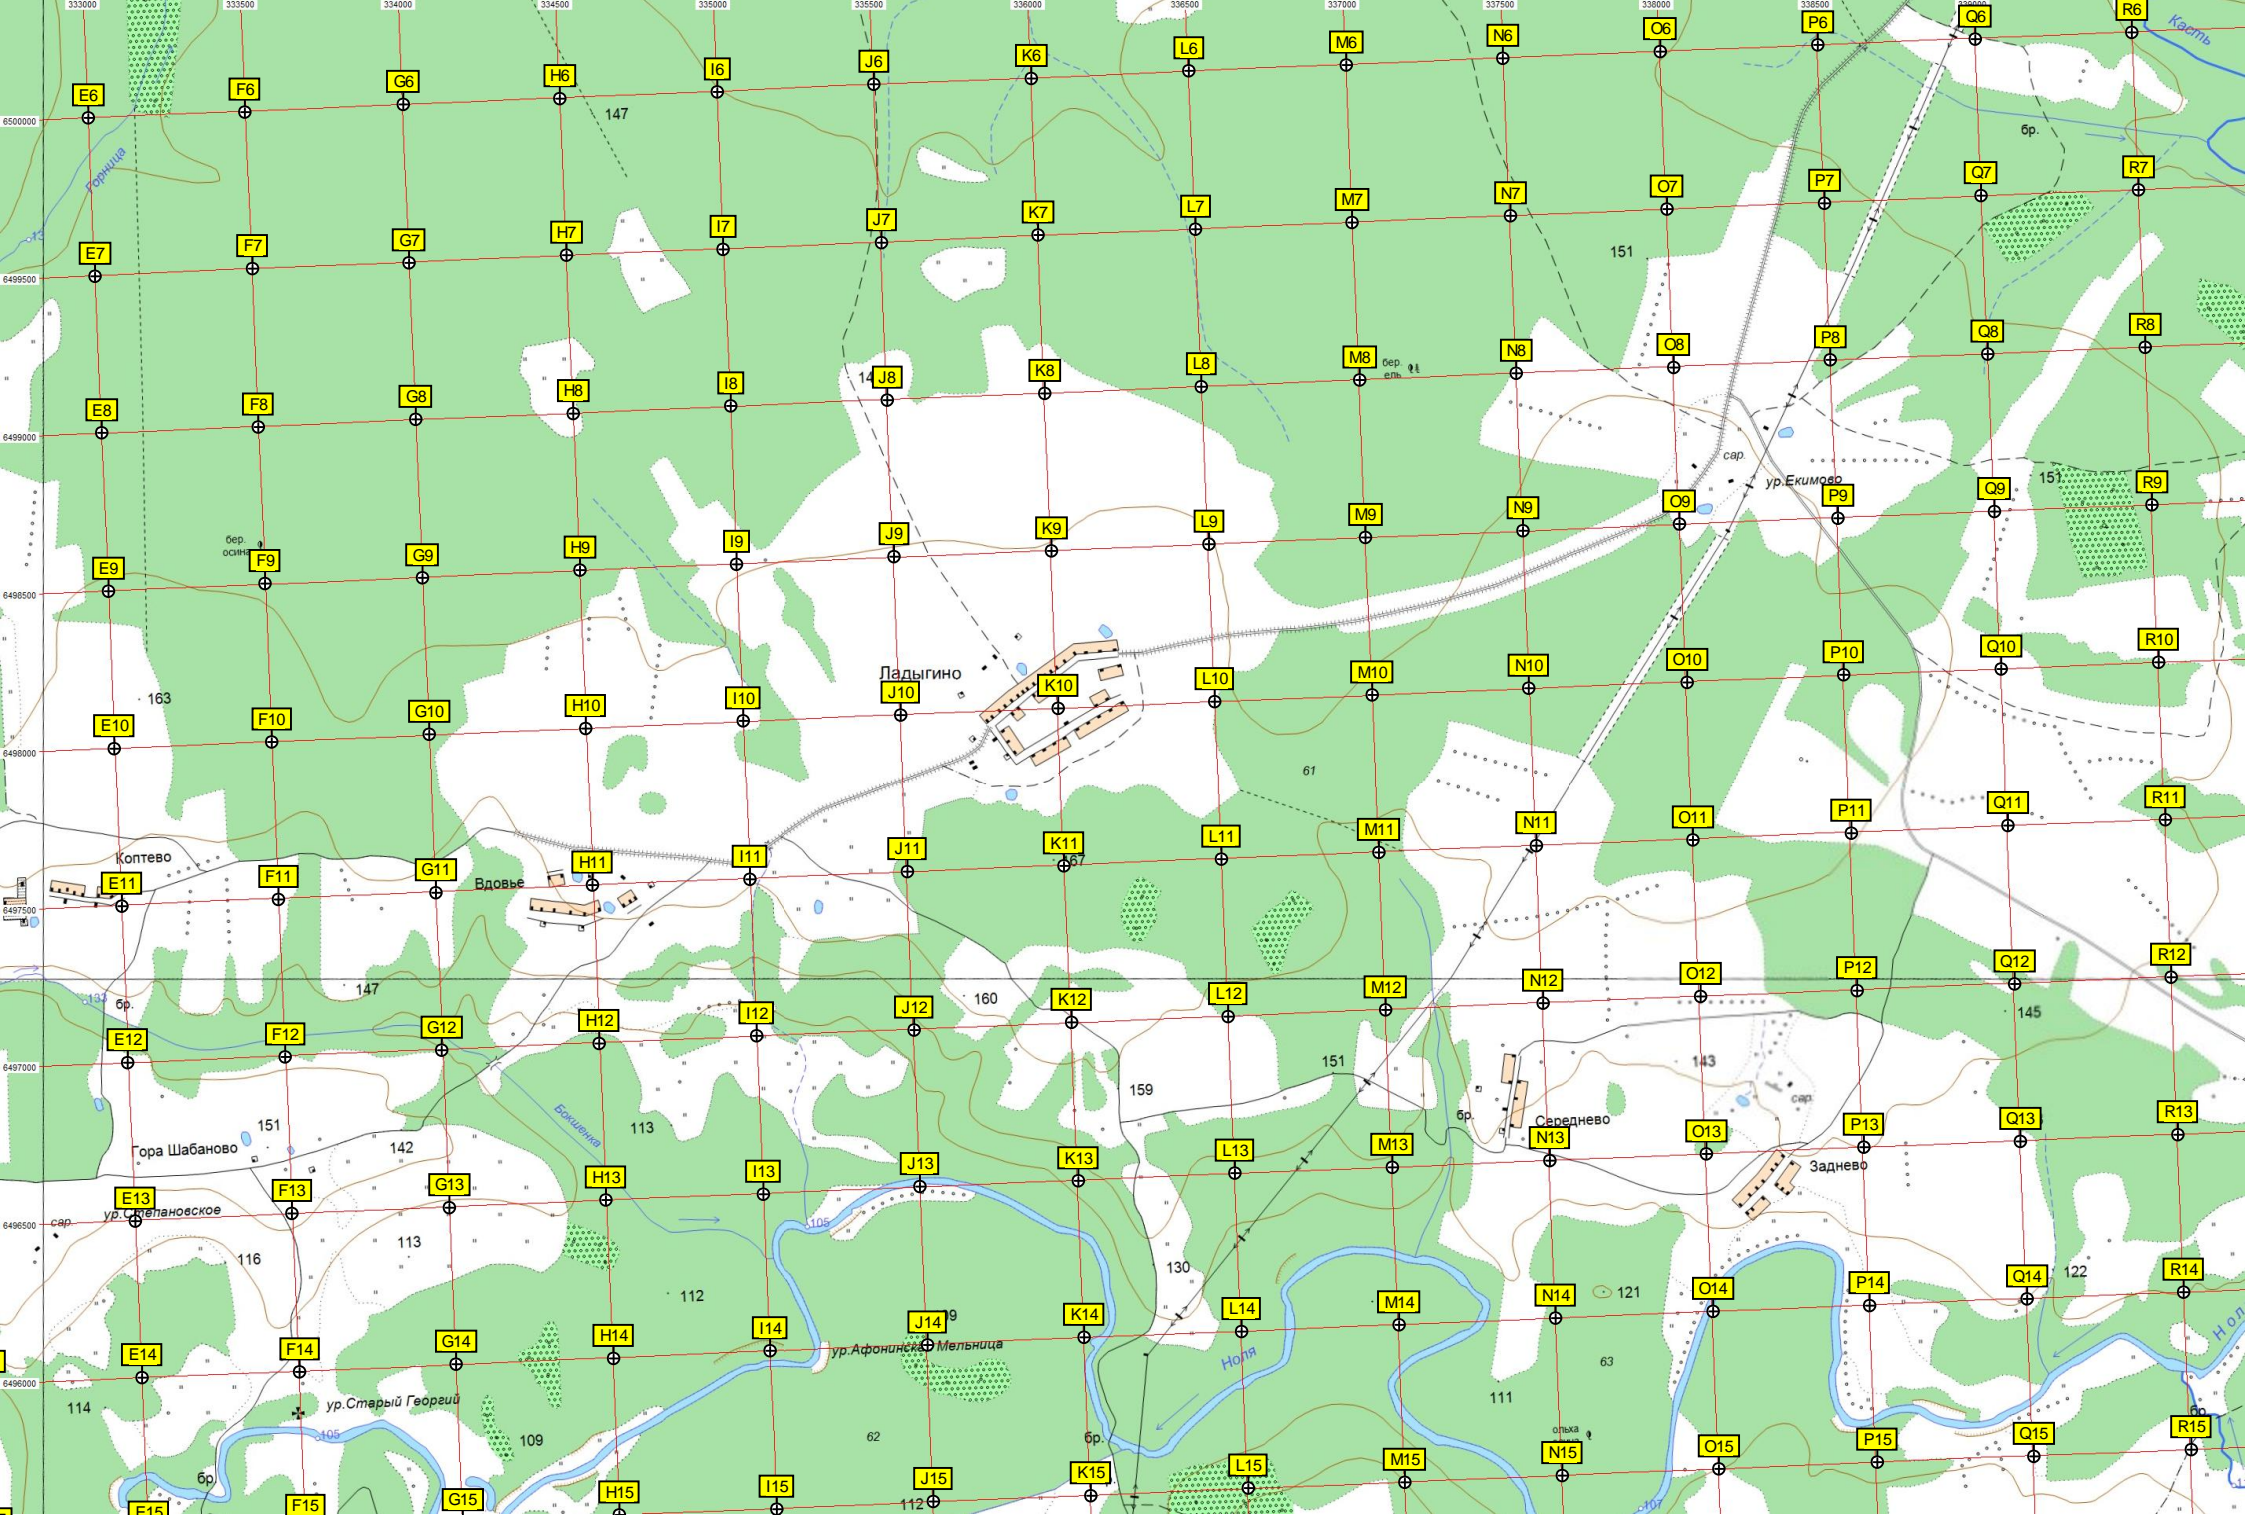 333000 333500 334000 334500 335000 335500 336000 336500 337000 337500 338000 338500 339000
E6 F6 G6 H6 I6 J6 K6 L6 M6 N6 O6 P6 Q6 R6
Касть
6500000
147
бр.
Горница
E7 F7 G7 H7 I7 J7 K7 L7 M7 N7 O7 P7 Q7 R7
151
6499500
E8 F8 G8 H8 I8 J8 K8 L8 M8 N8 O8 P8 Q8 R8
бер.
ель
6499000
сар.
ур.Екимово
151
E9 F9 G9 H9 I9 J9 K9 L9 M9 N9 O9 P9 Q9 R9
бер.
осина
6498500
Ладыгино
163
E10 F10 G10 H10 I10 J10 K10 L10 M10 N10 O10 P10 Q10 R10
6498000
61
E11 F11 G11 H11 I11 J11 K11 L11 M11 N11 O11 P11 Q11 R11
Коптево
Вдовье
167
6497500
133
бр.
147
160
145
E12 F12 G12 H12 I12 J12 K12 L12 M12 N12 O12 P12 Q12 R12
6497000
151
143
159
сар.
Бокшенка
113
бр.
Середнево
151
Гора Шабаново
142
Заднево
E13 F13 G13 H13 I13 J13 K13 L13 M13 N13 O13 P13 Q13 R13
сар.
ур.Степановское
6496500
105
113
116
130
122
112
121
E14 F14 G14 H14 I14 J14 K14 L14 M14 N14 O14 P14 Q14 R14
ур.Афонинская Мельница
Ноля
63
6496000
111
114
ур.Старый Георгий
105
109
62
бр.
ольха
бр.
бр.
E15 F15 G15 H15 I15 J15 K15 L15 M15 N15 O15 P15 Q15 R15
112
107